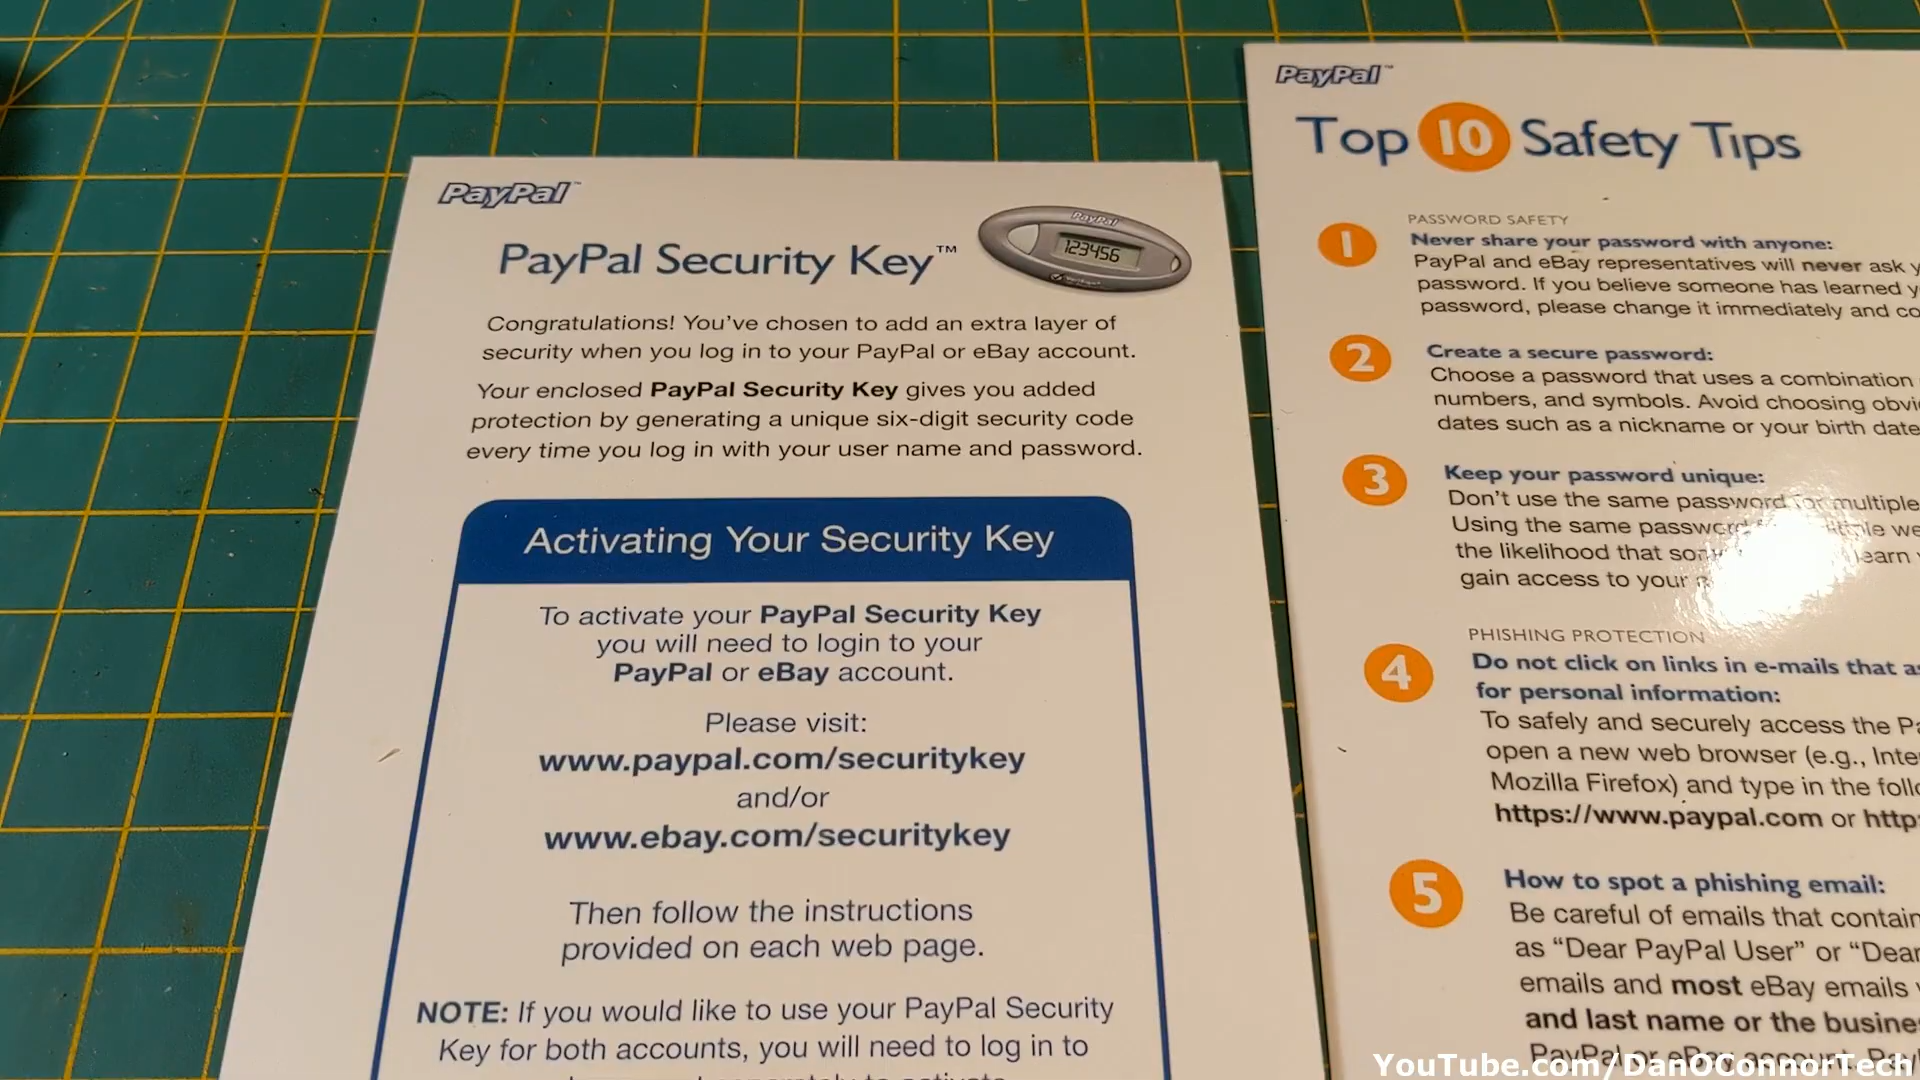 PayPal™
PayPal Security Key™
PayPal
123456
Congratulations! You've chosen to add an extra layer of
security when you log in to your PayPal or eBay account.
Your enclosed PayPal Security Key gives you added
protection by generating a unique six-digit security code
every time you log in with your user name and password.
Activating Your Security Key
To activate your PayPal Security Key
you will need to login to your
PayPal or eBay account.
Please visit:
www.paypal.com/securitykey
and/or
www.ebay.com/securitykey
Then follow the instructions
provided on each web page.
NOTE: If you would like to use your PayPal Security
Key for both accounts, you will need to log in to
PayPal™
Top 10 Safety Tips
PASSWORD SAFETY
1 Never share your password with anyone:
PayPal and eBay representatives will never ask
password. If you believe someone has learned
password, please change it immediately and
2 Create a secure password:
Choose a password that uses a combination
numbers, and symbols. Avoid choosing
dates such as a nickname or your birth date
3 Keep your password unique:
Don't use the same password for multiple
Using the same password
the likelihood that
gain access to your
PHISHING PROTECTION
4 Do not click on links in e-mails that
for personal information:
To safely and securely access the
open a new web browser (e.g.,
Mozilla Firefox) and type in the
https://www.paypal.com or
5 How to spot a phishing email:
Be careful of emails that contain
as "Dear PayPal User" or "Dear
emails and most eBay emails
and last name or the
PayPal or eBay account.
YouTube.com/DanOConnorTech